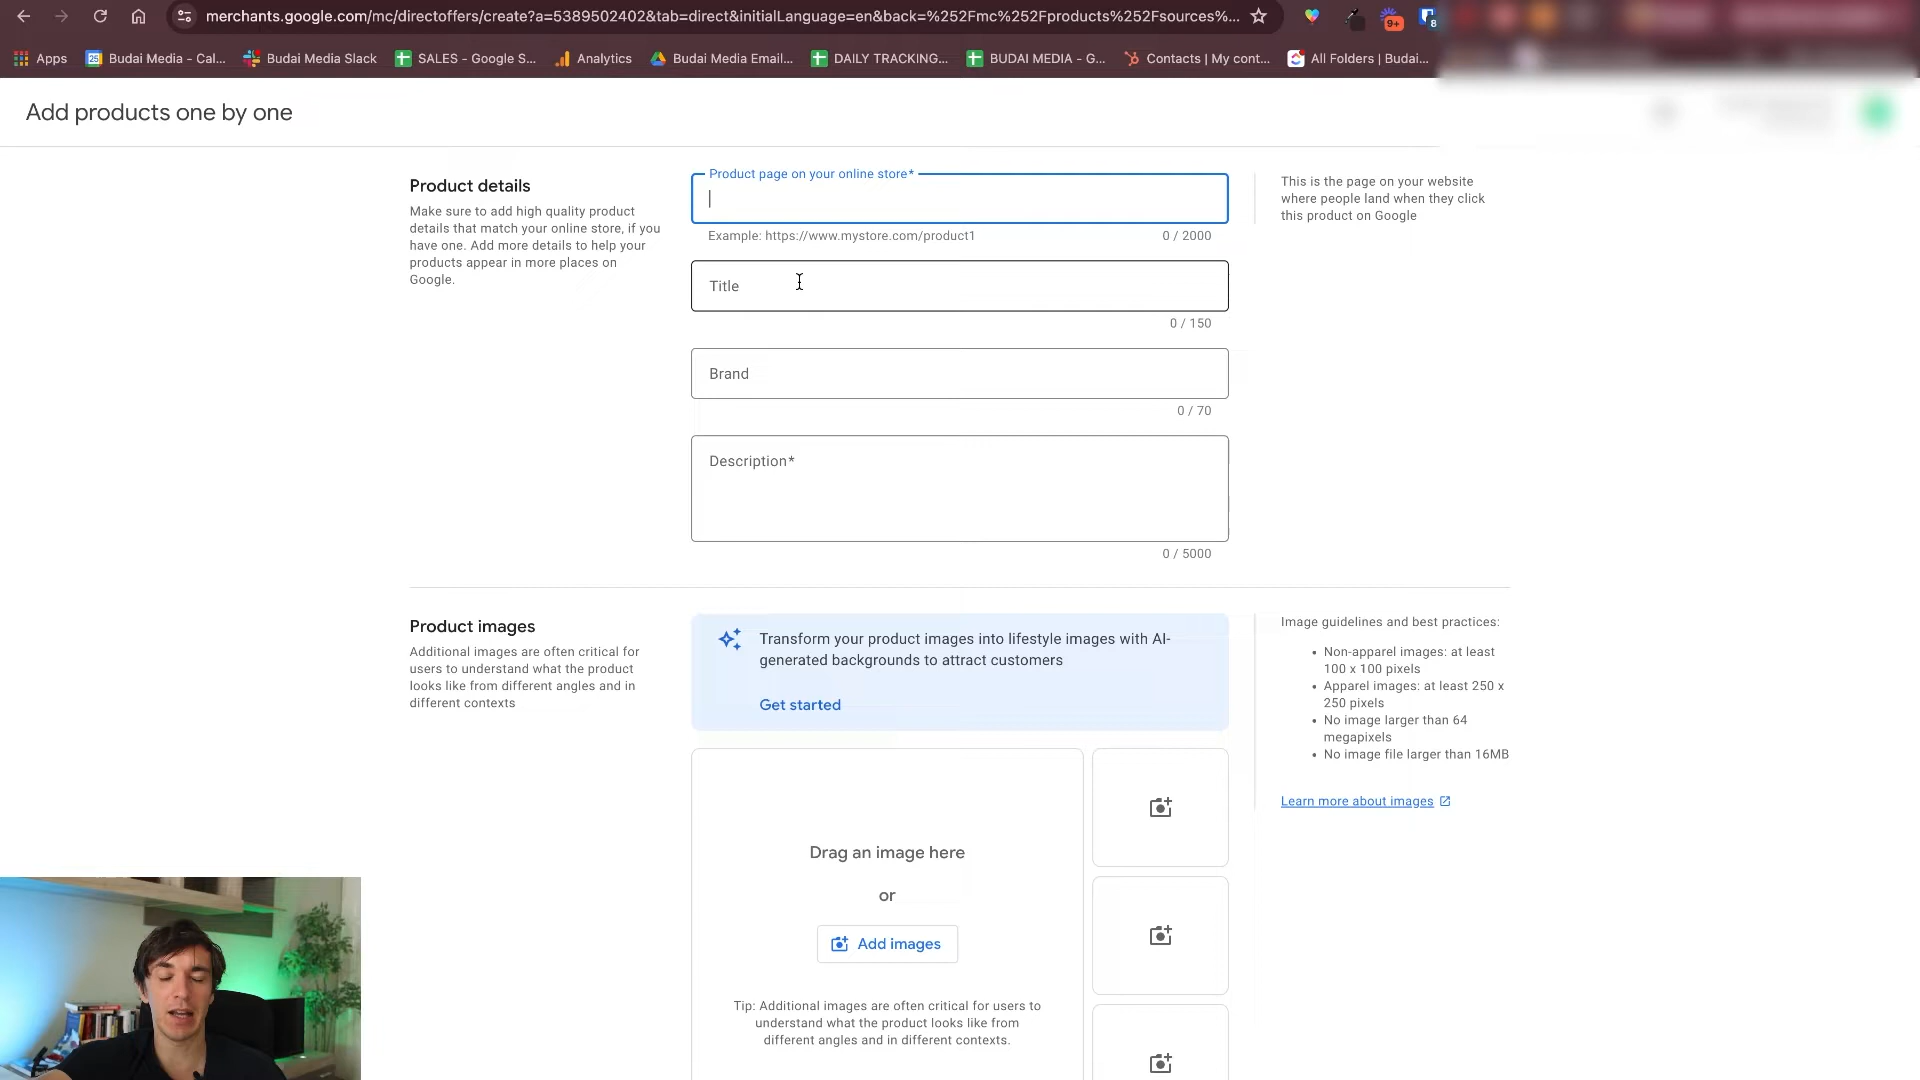 merchants.google.com/mc/directoffers/create?a=5389502402&tab=direct&initialLanguage=en&back=%252Fmc%252Fproducts%252Fsources%...
9+
8
Apps
25
Budai Media - Cal...
Budai Media Slack
SALES - Google S...
Analytics
Budai Media Email...
DAILY TRACKING...
BUDAI MEDIA - G...
Contacts | My cont...
All Folders | Budai...
Add products one by one
Product details
Make sure to add high quality product
details that match your online store, if you
have one. Add more details to help your
products appear in more places on
Google.
Product page on your online store*
Example: https://www.mystore.com/product1
0 / 2000
This is the page on your website
where people land when they click
this product on Google
Title
0 / 150
Brand
0 / 70
Description*
0 / 5000
Product images
Additional images are often critical for
users to understand what the product
looks like from different angles and in
different contexts
Transform your product images into lifestyle images with AI-
generated backgrounds to attract customers
Get started
Drag an image here
or
Add images
Tip: Additional images are often critical for users to
understand what the product looks like from
different angles and in different contexts.
Image guidelines and best practices:
• Non-apparel images: at least
100 x 100 pixels
• Apparel images: at least 250 x
250 pixels
• No image larger than 64
megapixels
• No image file larger than 16MB
Learn more about images